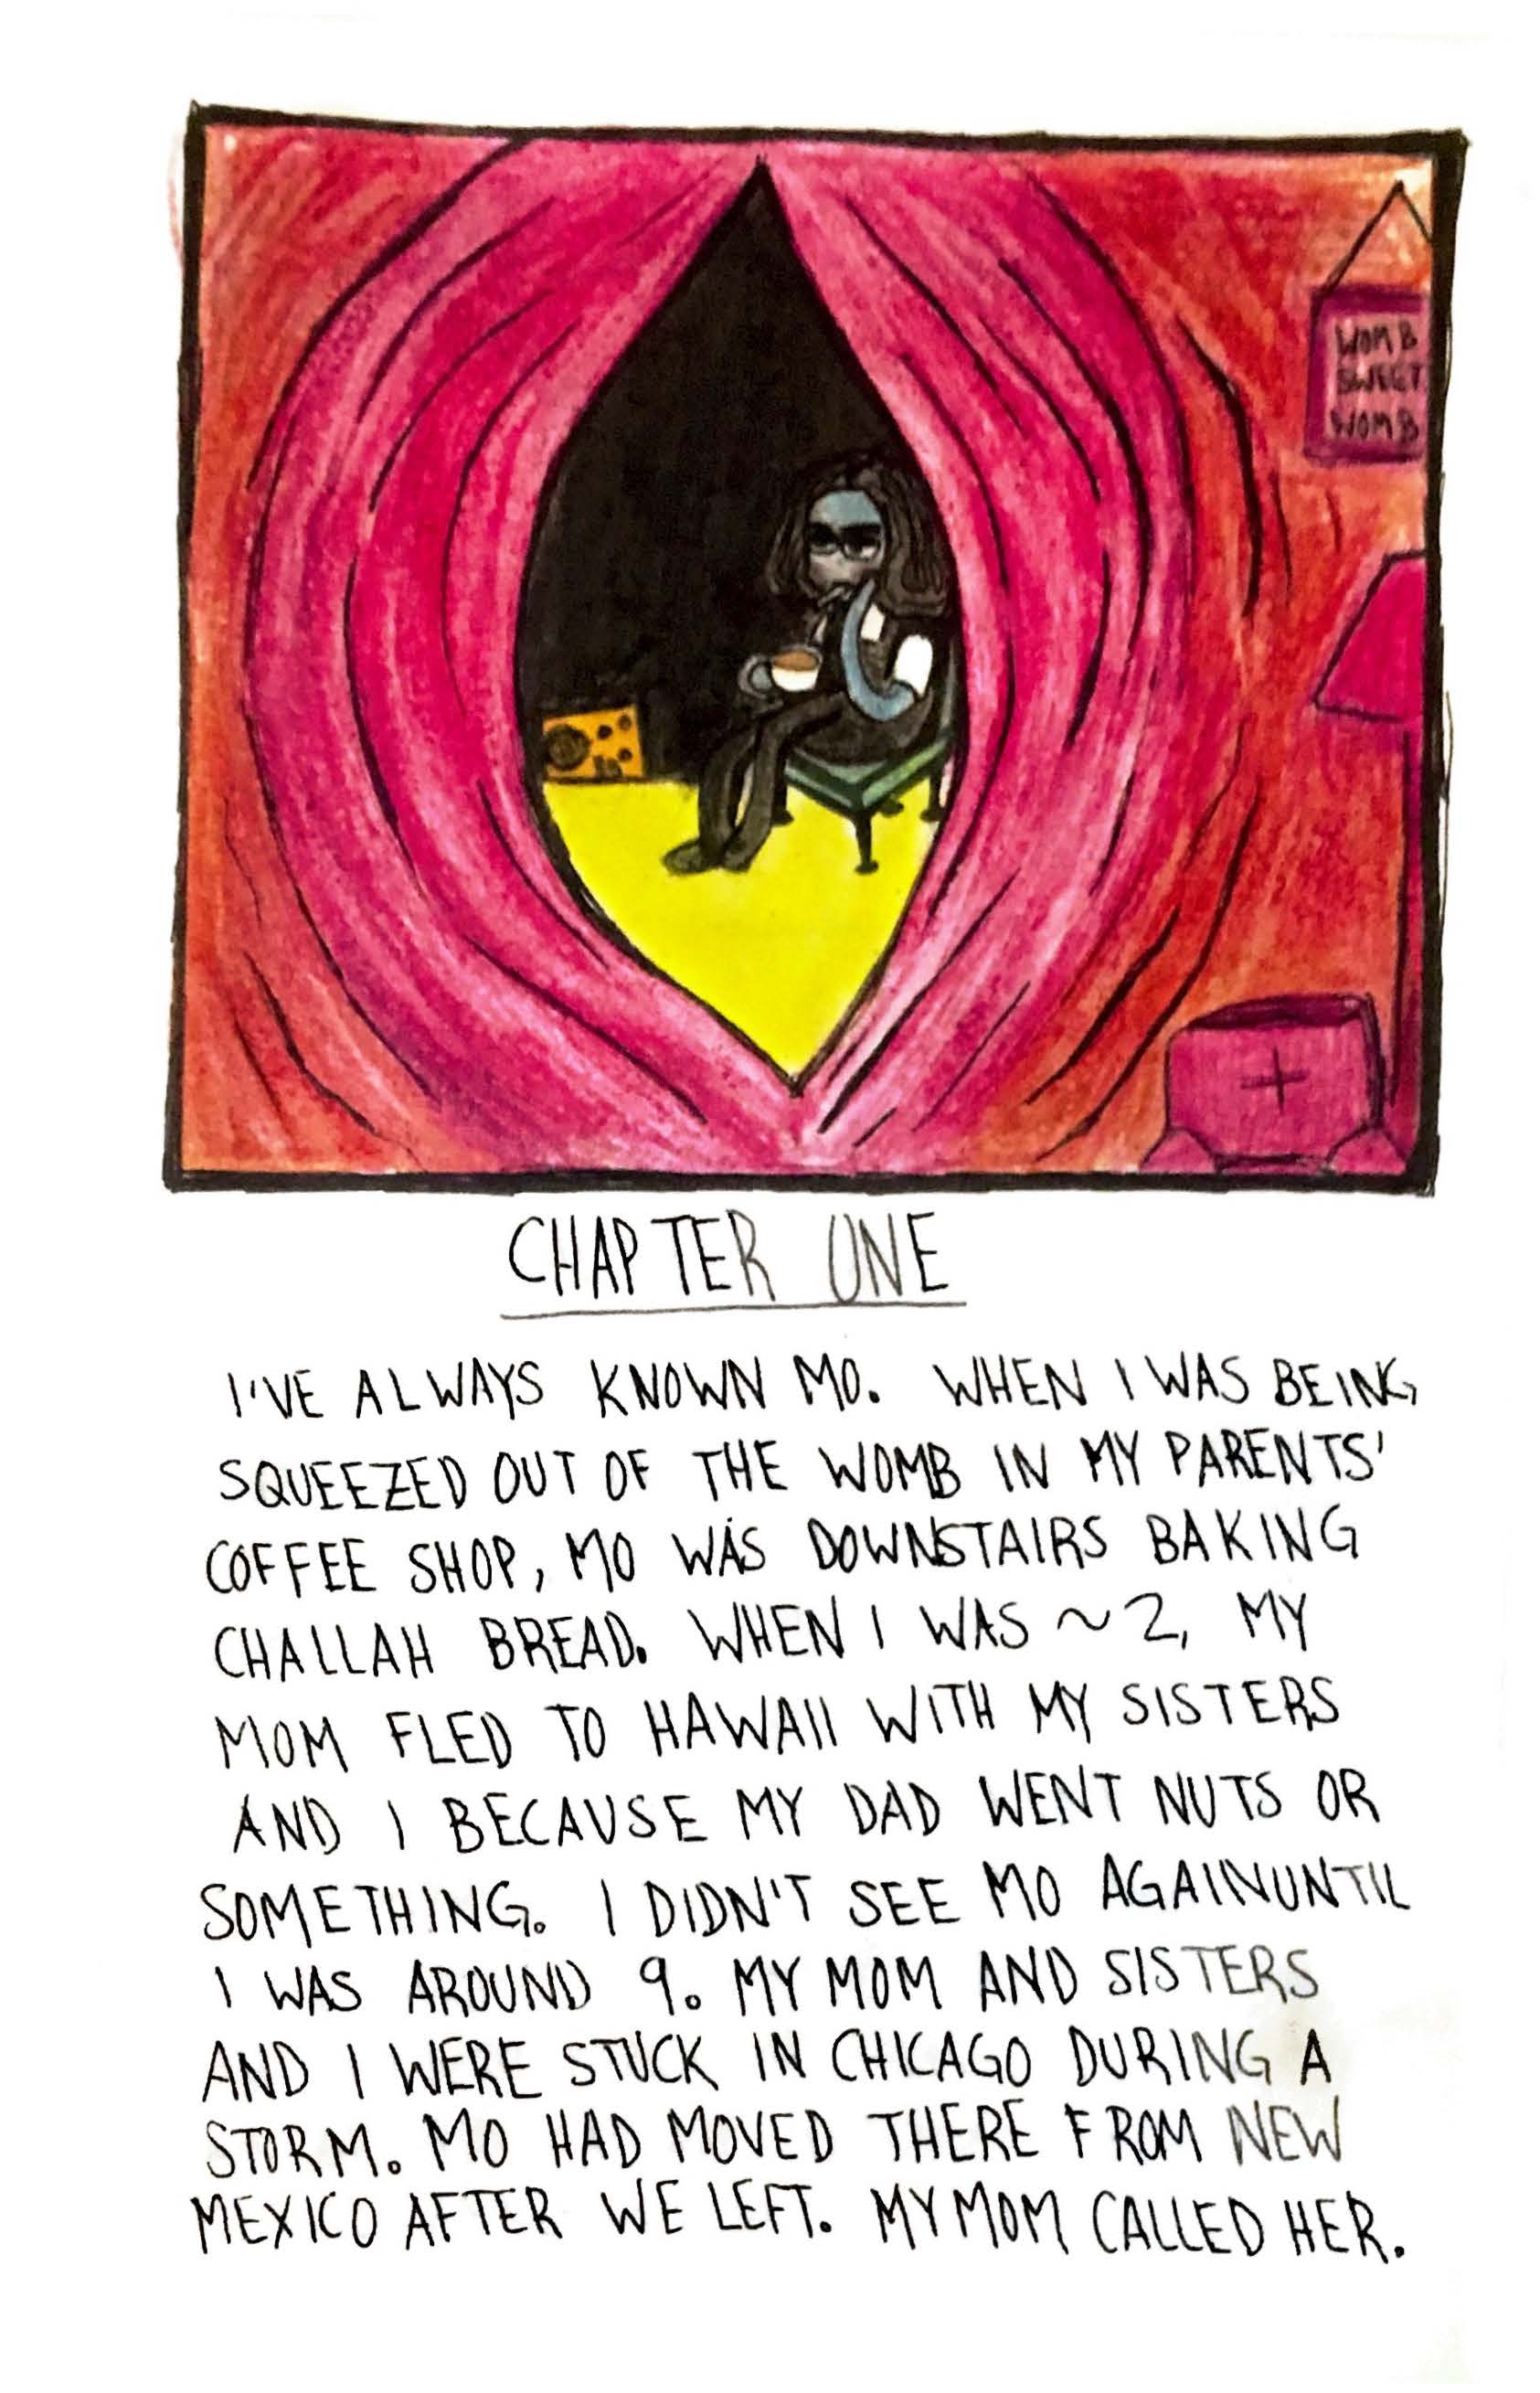 WOMB
SWEET
WOMB
CHAPTER ONE
I'VE ALWAYS KNOWN MO. WHEN I WAS BEING
SQUEEZED OUT OF THE WOMB IN MY PARENTS'
COFFEE SHOP, MO WAS DOWNSTAIRS BAKING
CHALLAH BREAD. WHEN I WAS ~2, MY
MOM FLED TO HAWAII WITH MY SISTERS
AND I BECAUSE MY DAD WENT NUTS OR
SOMETHING. I DIDN'T SEE MO AGAIN UNTIL
I WAS AROUND 9. MY MOM AND SISTERS
AND I WERE STUCK IN CHICAGO DURING A
STORM. MO HAD MOVED THERE FROM NEW
MEXICO AFTER WE LEFT. MY MOM CALLED HER.